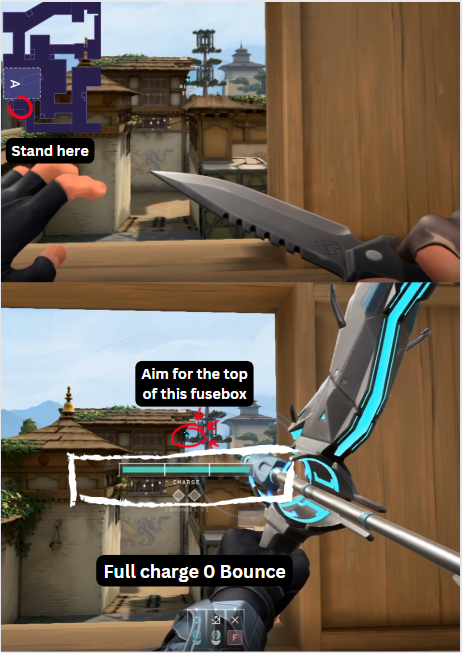 A
Stand here
Aim for the top
of this fusebox
CHARGE
Full charge 0 Bounce
F